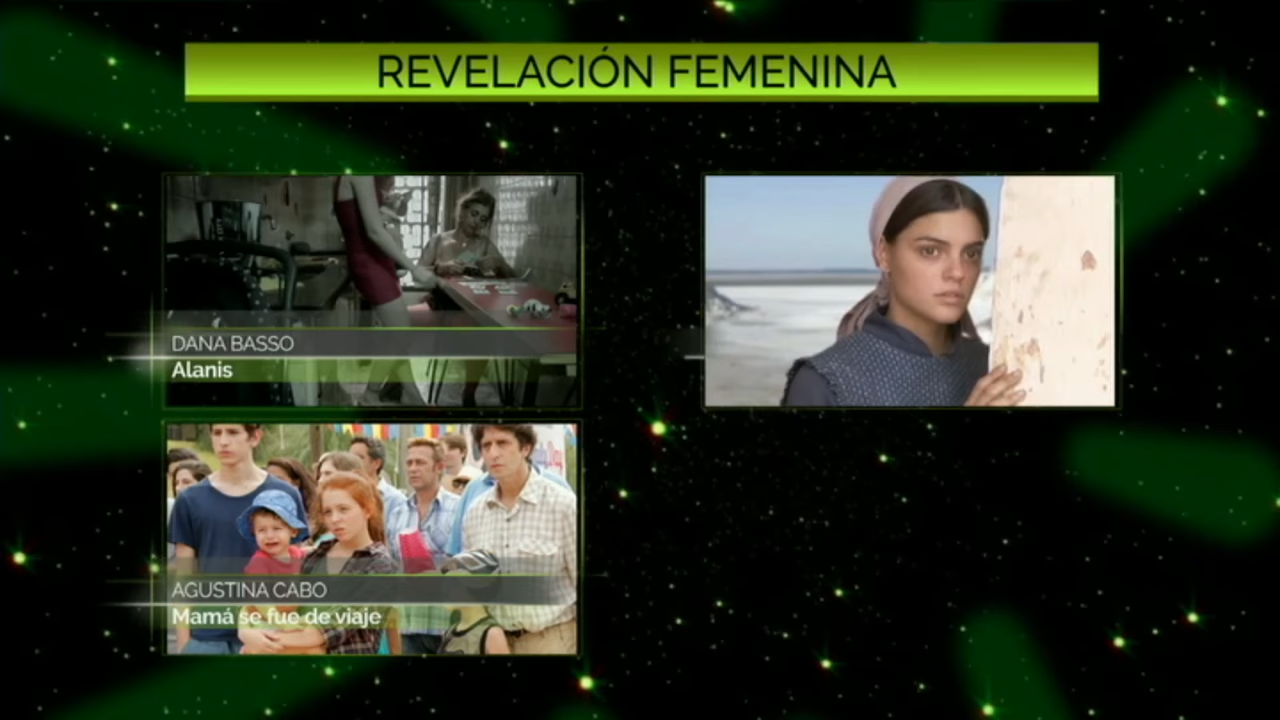 REVELACIÓN FEMENINA
DANA BASSO
Alanis
AGUSTINA CABO
Mamá se fue de viaje